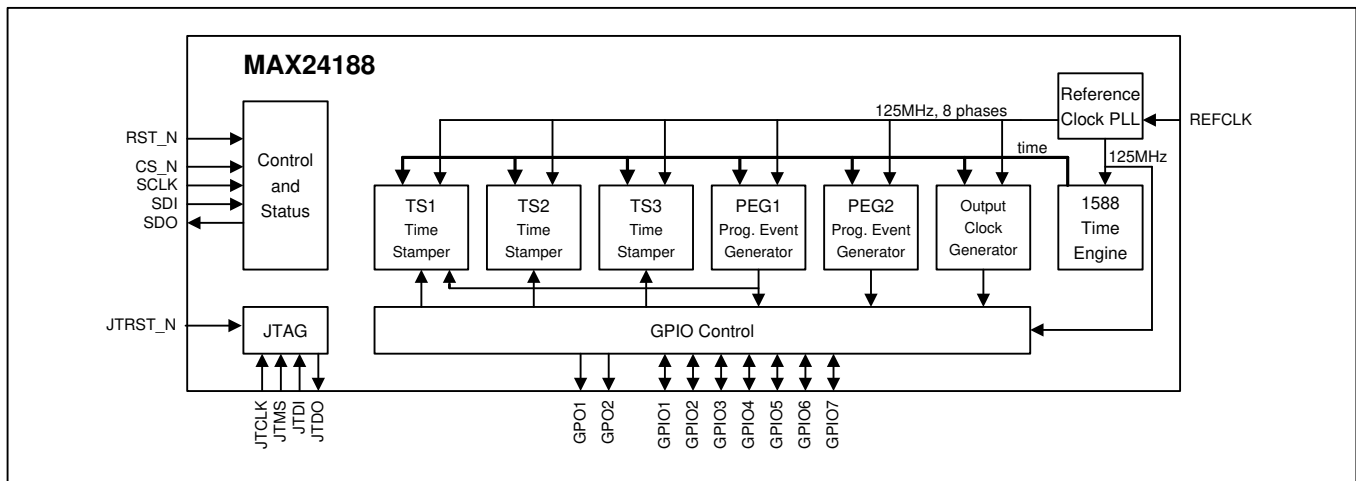 MAX24188
Reference
Clock PLL
125MHz, 8 phases
REFCLK
RST_N
CS_N
SCLK
SDI
SDO
Control
and
Status
time
125MHz
TS1
Time
Stamper
TS2
Time
Stamper
TS3
Time
Stamper
PEG1
Prog. Event
Generator
PEG2
Prog. Event
Generator
Output
Clock
Generator
1588
Time
Engine
JTRST_N
JTAG
GPIO Control
JTCLK
JTMS
JTDI
JTDO
GPO1
GPO2
GPIO1
GPIO2
GPIO3
GPIO4
GPIO5
GPIO6
GPIO7